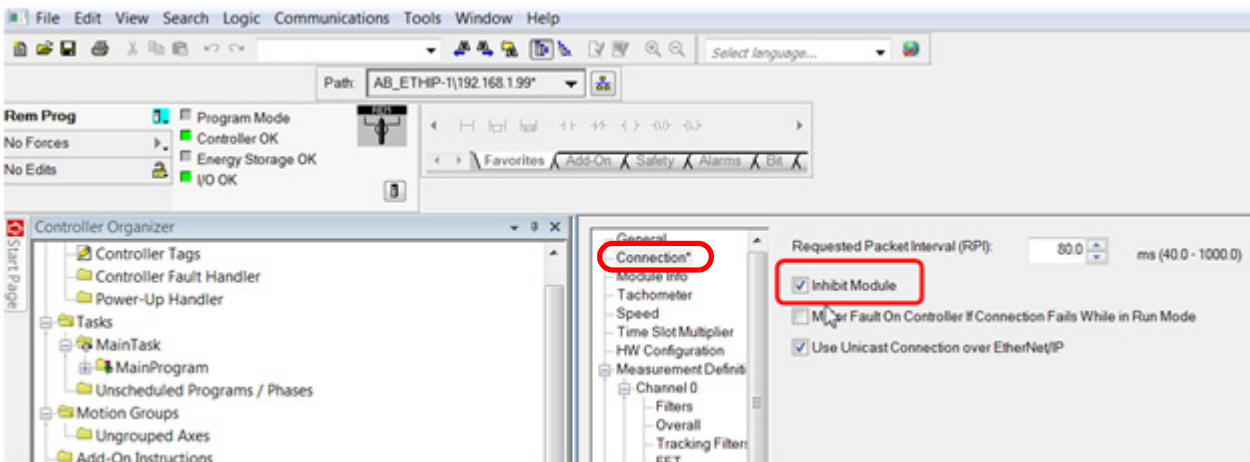 File Edit View Search Logic Communications Tools Window Help
Select language...
Path: AB_ETHIP-1\192.168.1.99*
Rem Prog
Program Mode
REM
No Forces
Controller OK
Energy Storage OK
No Edits
I/O OK
Favorites Add-On Safety Alarms Bit
Start Page
Controller Organizer
Controller Tags
Controller Fault Handler
Power-Up Handler
Tasks
MainTask
MainProgram
Unscheduled Programs / Phases
Motion Groups
Ungrouped Axes
Add-On Instructions
General
Connection*
Module Info
Tachometer
Speed
Time Slot Multiplier
HW Configuration
Measurement Definiti
Channel 0
Filters
Overall
Tracking Filters
FFT
Requested Packet Interval (RPI): 80.0 ms (40.0 - 1000.0)
Inhibit Module
Fault On Controller If Connection Fails While in Run Mode
Use Unicast Connection over EtherNet/IP